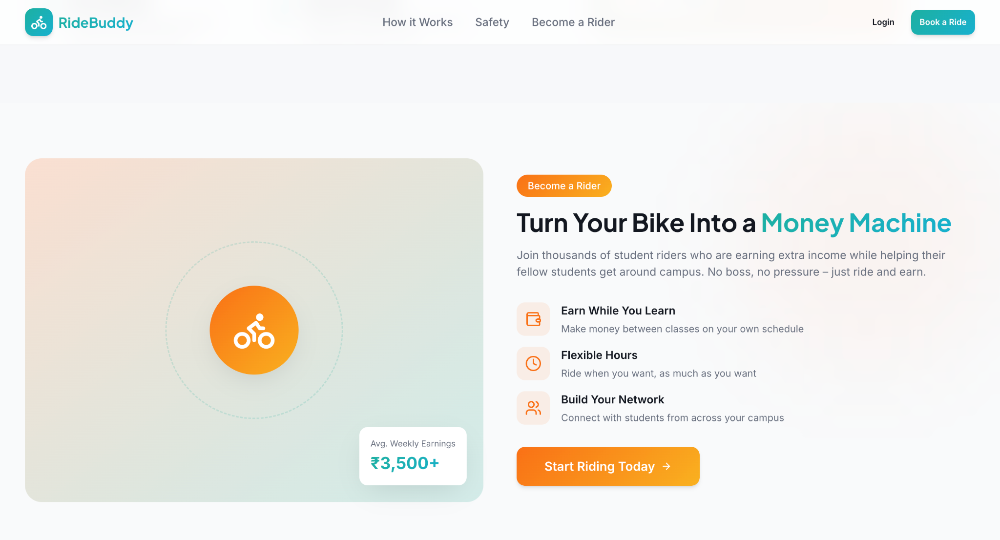 RideBuddy
How it Works
Safety
Become a Rider
Login
Book a Ride
Become a Rider
Turn Your Bike Into a Money Machine
Join thousands of student riders who are earning extra income while helping their
fellow students get around campus. No boss, no pressure – just ride and earn.
Earn While You Learn
Make money between classes on your own schedule
Flexible Hours
Ride when you want, as much as you want
Build Your Network
Connect with students from across your campus
Start Riding Today →
Avg. Weekly Earnings
₹3,500+